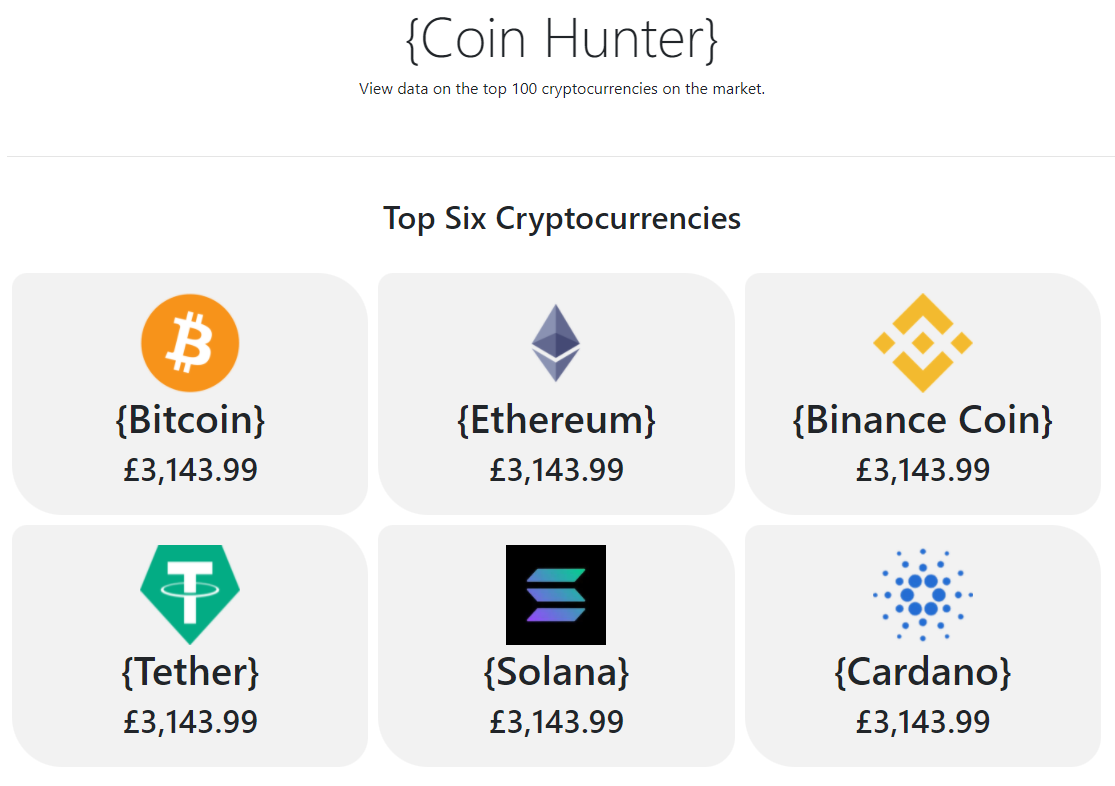 {Coin Hunter}
View data on the top 100 cryptocurrencies on the market.
Top Six Cryptocurrencies
{Bitcoin}
£3,143.99
{Ethereum}
£3,143.99
{Binance Coin}
£3,143.99
{Tether}
£3,143.99
{Solana}
£3,143.99
{Cardano}
£3,143.99